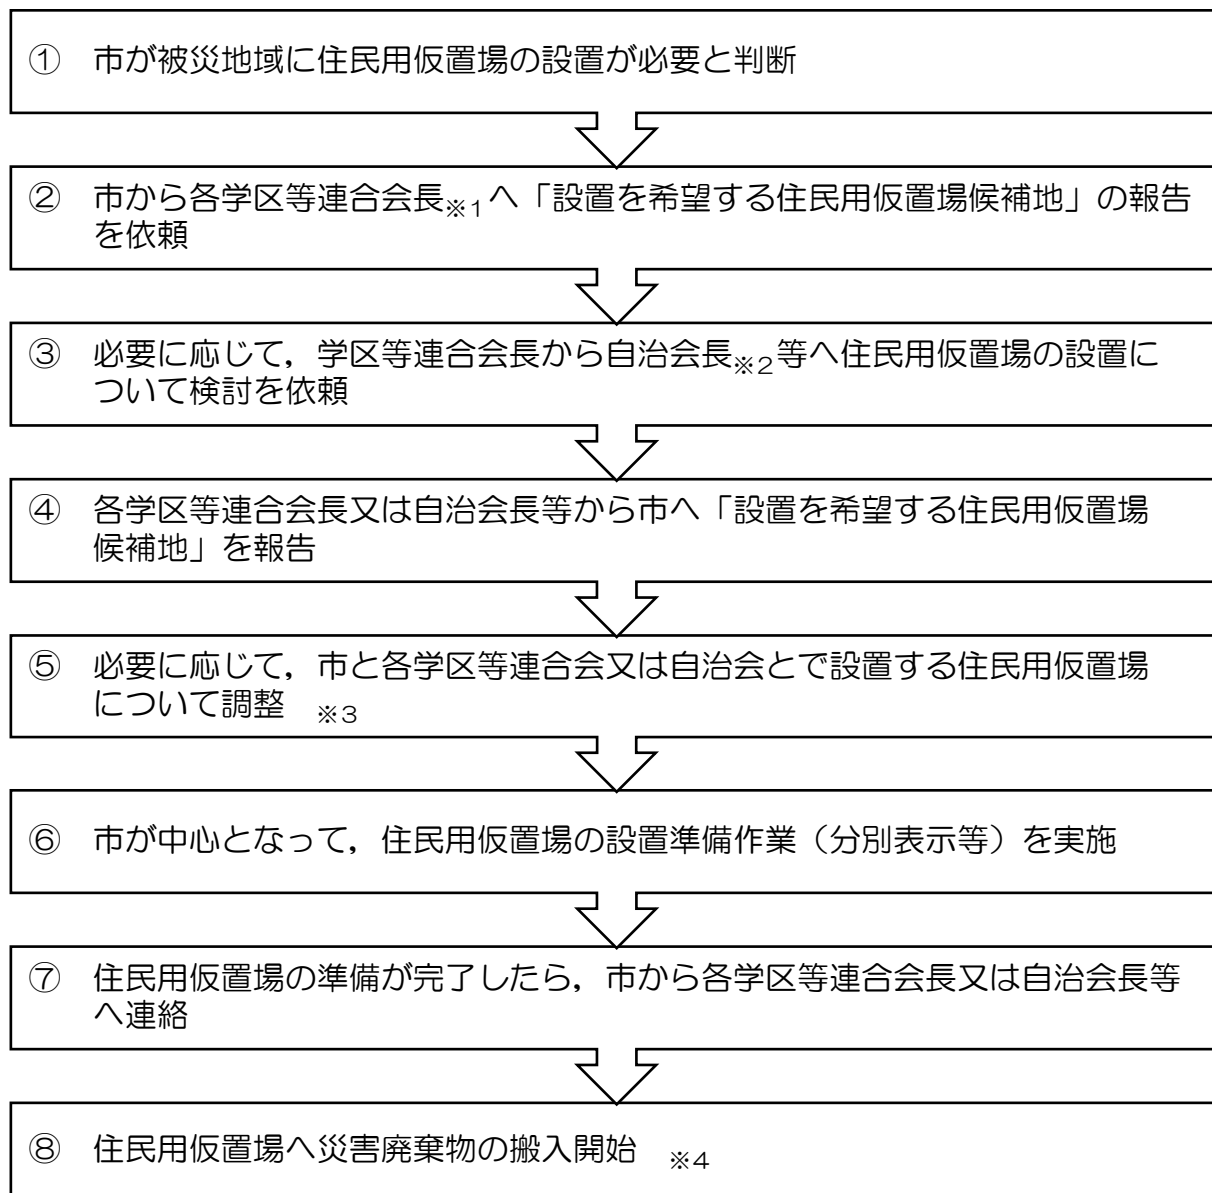 ① 市が被災地域に住民用仮置場の設置が必要と判断
② 市から各学区等連合会長※1へ「設置を希望する住民用仮置場候補地」の報告
を依頼
③ 必要に応じて，学区等連合会長から自治会長※2等へ住民用仮置場の設置に
ついて検討を依頼
④ 各学区等連合会長又は自治会長等から市へ「設置を希望する住民用仮置場
候補地」を報告
⑤ 必要に応じて，市と各学区等連合会又は自治会とで設置する住民用仮置場
について調整 ※3
⑥ 市が中心となって，住民用仮置場の設置準備作業（分別表示等）を実施
⑦ 住民用仮置場の準備が完了したら，市から各学区等連合会長又は自治会長等
へ連絡
⑧ 住民用仮置場へ災害廃棄物の搬入開始 ※4